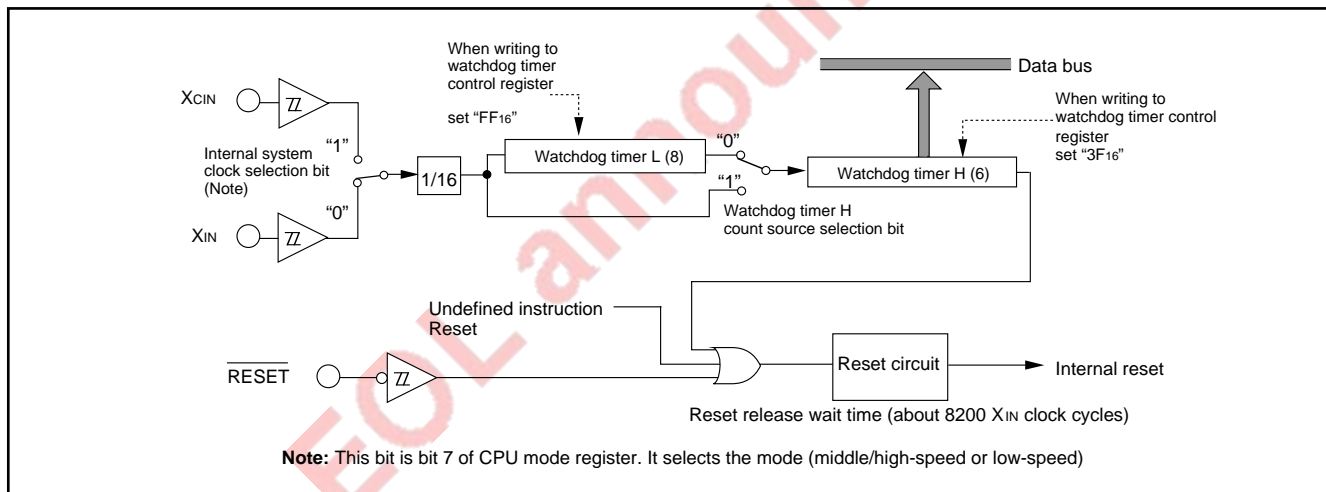 When writing to
watchdog timer
control register
set “FF16”
Data bus
When writing to
watchdog timer control
register
set “3F16”
XCIN
“1”
Internal system
clock selection bit
(Note)
“0”
XIN
1/16
Watchdog timer L (8)
“0”
“1”
Watchdog timer H
count source selection bit
Watchdog timer H (6)
Undefined instruction
Reset
RESET
Reset circuit
Internal reset
Reset release wait time (about 8200 XIN clock cycles)
Note: This bit is bit 7 of CPU mode register. It selects the mode (middle/high-speed or low-speed)
EOL announ